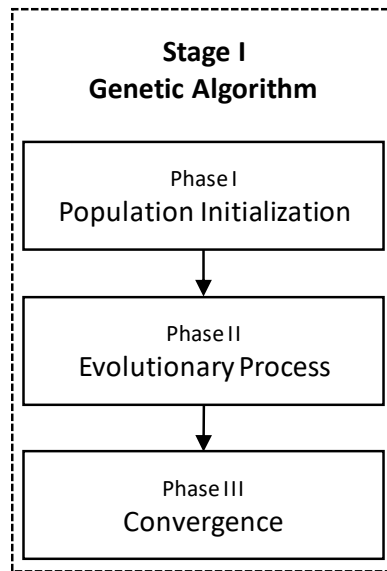 Stage I
Genetic Algorithm
Phase I
Population Initialization
Phase II
Evolutionary Process
Phase III
Convergence